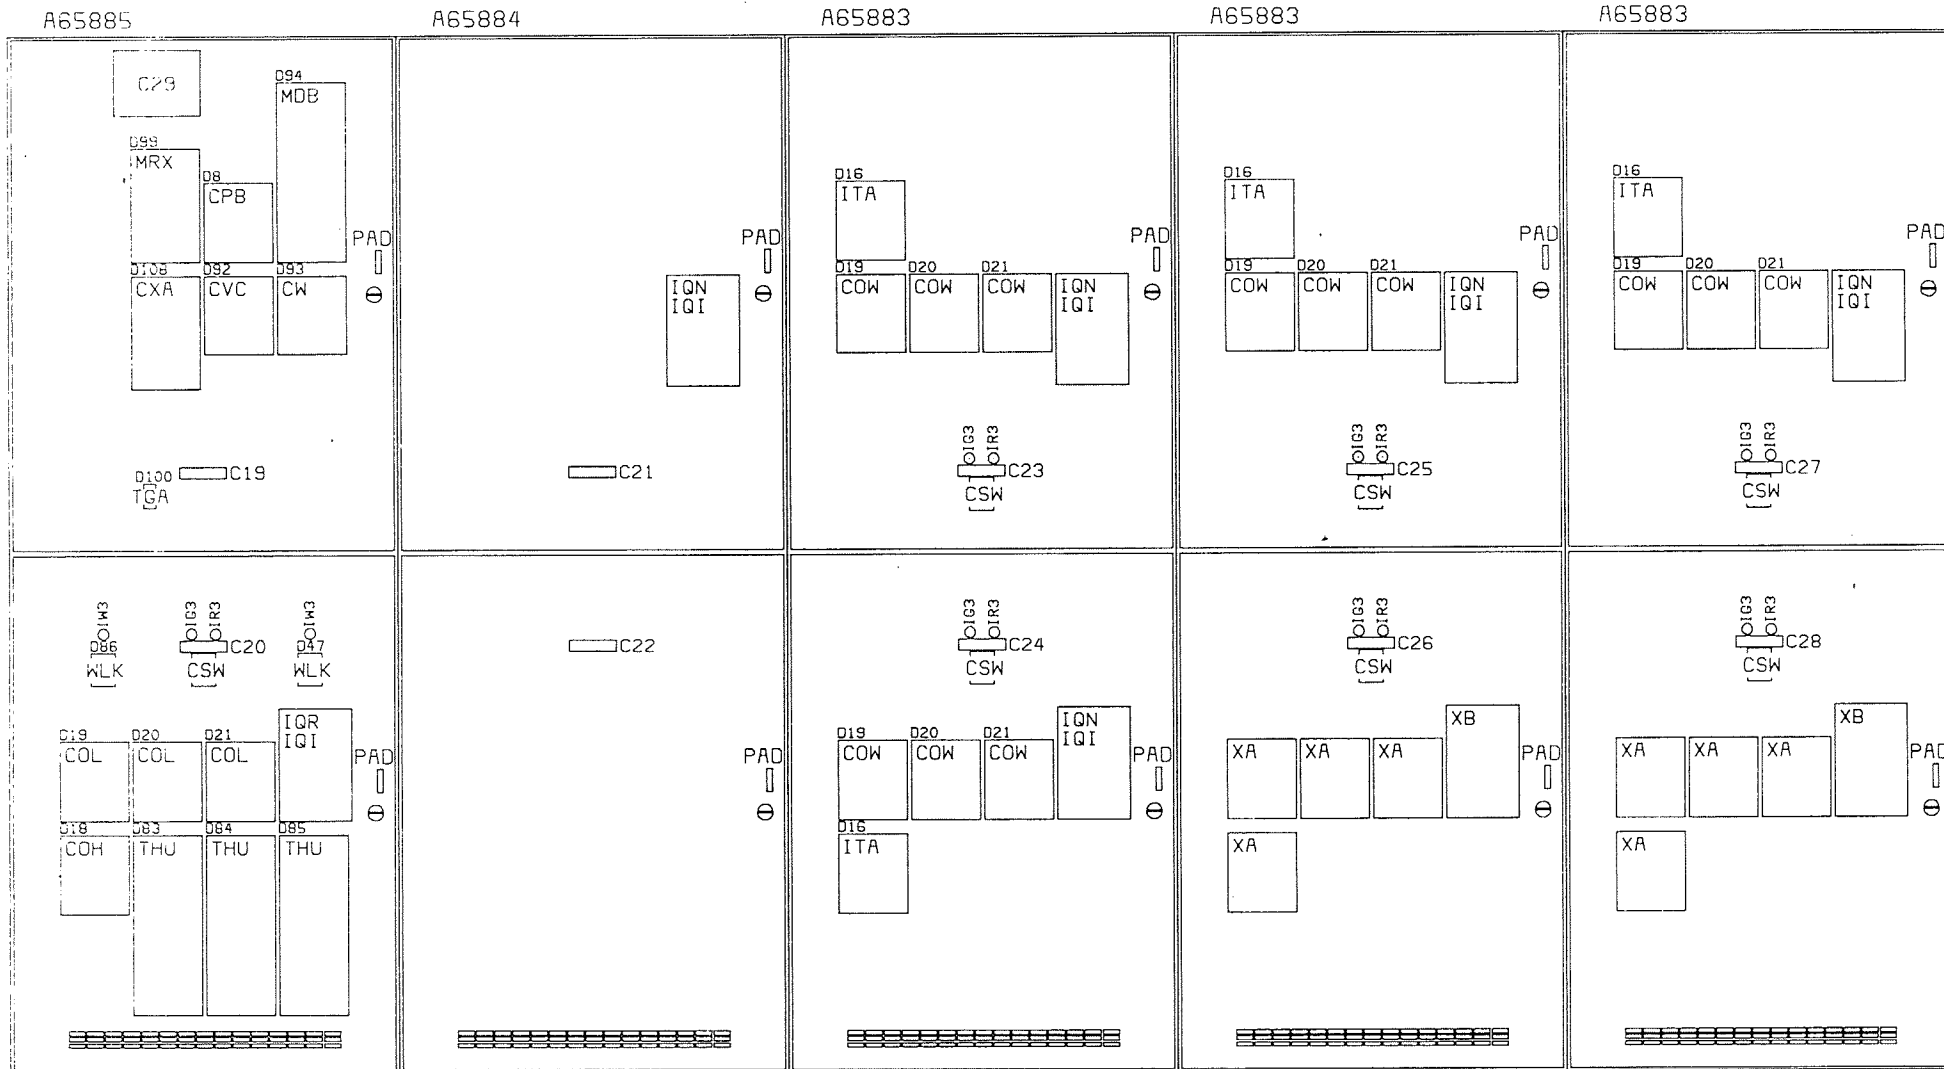 A65885
A65884
A65883
A65883
A65883
C29
D94
MDB
D99
MRX
D8
CPB
PAD
D108
CXA
D92
CVC
D93
CW
D100
TGA
C19
IQN
IQI
PAD
C21
D16
ITA
PAD
D19
COW
D20
COW
D21
COW
IQN
IQI
IG3
IR3
C23
CSW
D16
ITA
PAD
D19
COW
D20
COW
D21
COW
IQN
IQI
IG3
IR3
C25
CSW
D16
ITA
PAD
D19
COW
D20
COW
D21
COW
IQN
IQI
IG3
IR3
C27
CSW
IW3
D86
WLK
IG3
IR3
C20
CSW
IW3
D47
WLK
D19
COL
D20
COL
D21
COL
IQR
IQI
PAD
D18
COH
D83
THU
D84
THU
D85
THU
C22
PAD
IG3
IR3
C24
CSW
D19
COW
D20
COW
D21
COW
IQN
IQI
PAD
D16
ITA
IG3
IR3
C26
CSW
XA
XA
XA
XB
PAD
XA
IG3
IR3
C28
CSW
XA
XA
XA
XB
PAD
XA